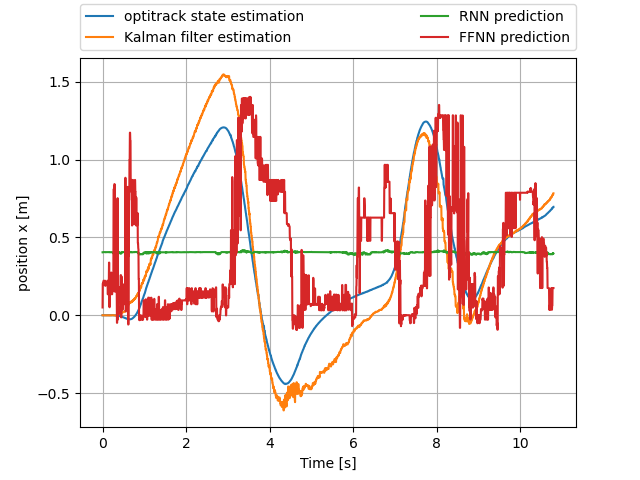 optitrack state estimation
Kalman filter estimation
RNN prediction
FFNN prediction
1.5
1.0
0.5
0.0
−0.5
position x [m]
0 2 4 6 8 10
Time [s]